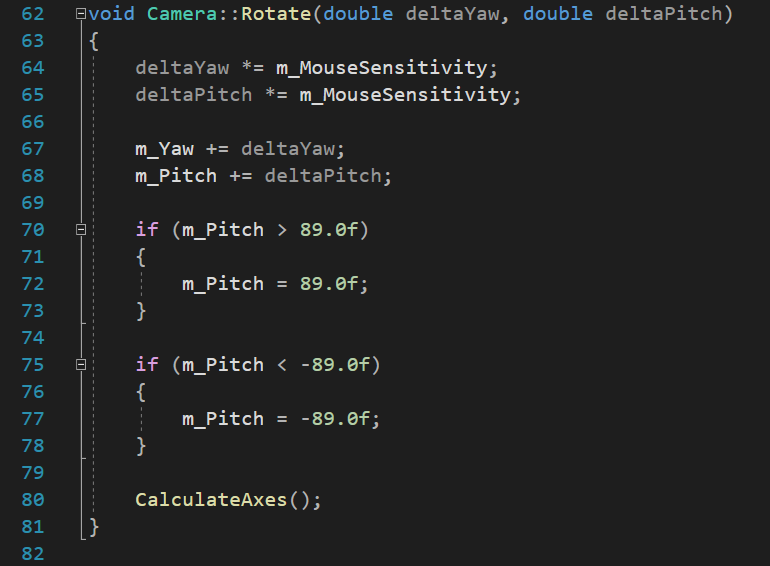 62 void Camera::Rotate(double deltaYaw, double deltaPitch)
63 {
64     deltaYaw *= m_MouseSensitivity;
65     deltaPitch *= m_MouseSensitivity;
66
67     m_Yaw += deltaYaw;
68     m_Pitch += deltaPitch;
69
70     if (m_Pitch > 89.0f)
71     {
72         m_Pitch = 89.0f;
73     }
74
75     if (m_Pitch < -89.0f)
76     {
77         m_Pitch = -89.0f;
78     }
79
80     CalculateAxes();
81 }
82